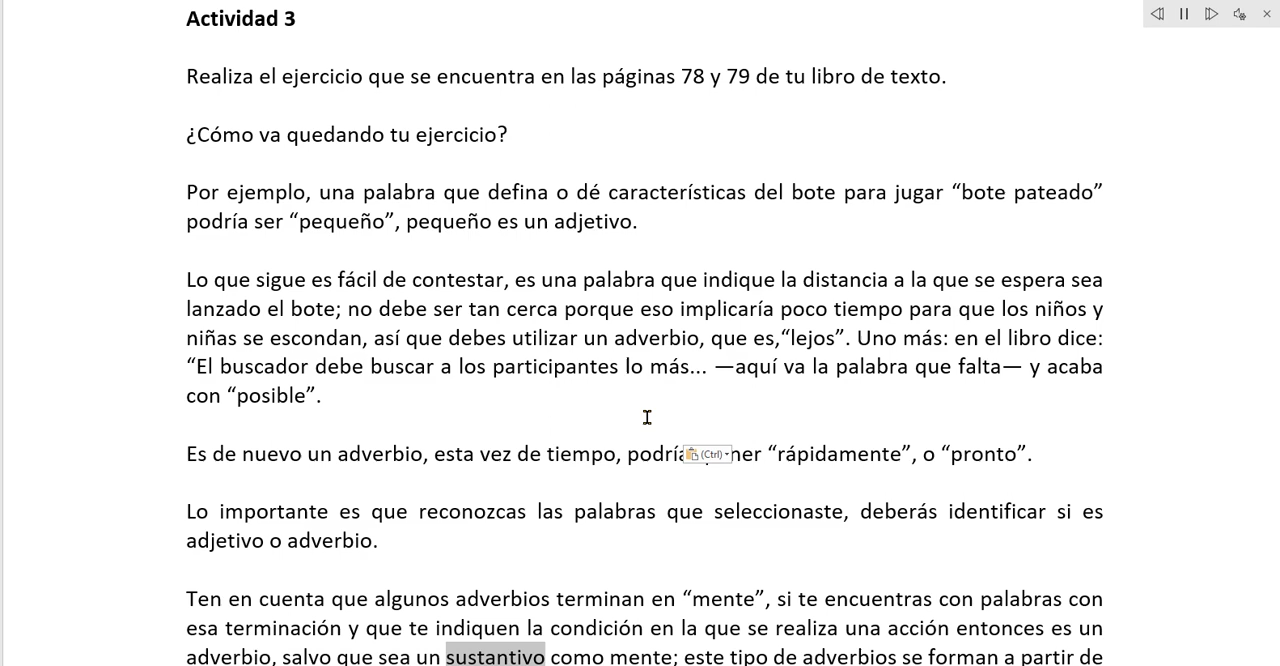 Actividad 3
Realiza el ejercicio que se encuentra en las páginas 78 y 79 de tu libro de texto.
¿Cómo va quedando tu ejercicio?
Por ejemplo, una palabra que defina o dé características del bote para jugar “bote pateado”
podría ser “pequeño”, pequeño es un adjetivo.
Lo que sigue es fácil de contestar, es una palabra que indique la distancia a la que se espera sea
lanzado el bote; no debe ser tan cerca porque eso implicaría poco tiempo para que los niños y
niñas se escondan, así que debes utilizar un adverbio, que es,“lejos”. Uno más: en el libro dice:
“El buscador debe buscar a los participantes lo más... —aquí va la palabra que falta— y acaba
con “posible”.
Es de nuevo un adverbio, esta vez de tiempo, (Ctrl) “rápidamente”, o “pronto”.
Lo importante es que reconozcas las palabras que seleccionaste, deberás identificar si es
adjetivo o adverbio.
Ten en cuenta que algunos adverbios terminan en “mente”, si te encuentras con palabras con
esa terminación y que te indiquen la condición en la que se realiza una acción entonces es un
adverbio, salvo que sea un sustantivo como mente; este tipo de adverbios se forman a partir de